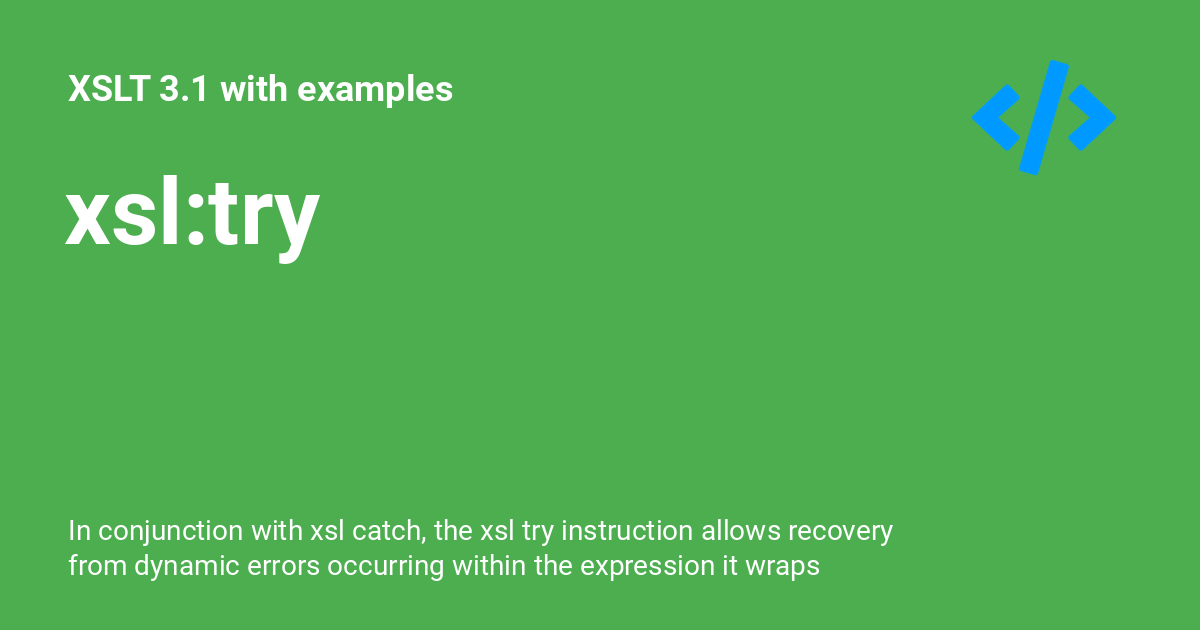 XSLT 3.1 with examples
xsl:try
In conjunction with xsl catch, the xsl try instruction allows recovery
from dynamic errors occurring within the expression it wraps